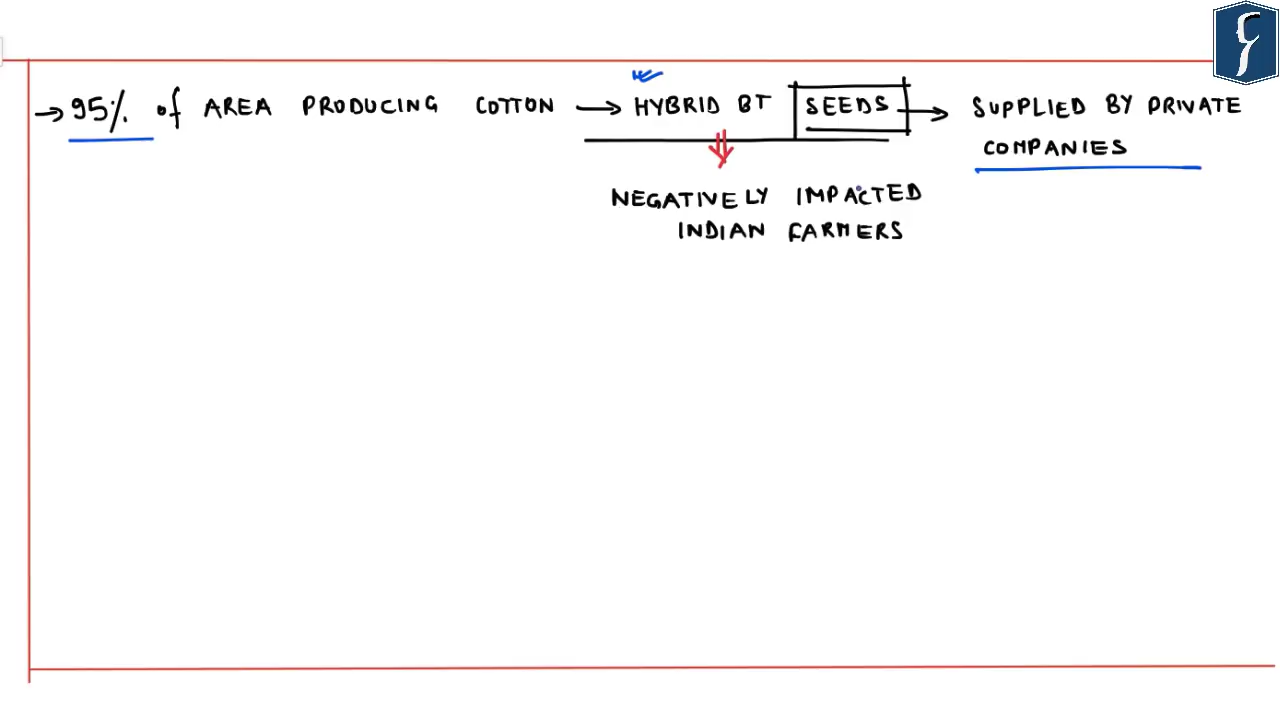 → 95% of AREA PRODUCING COTTON → HYBRID BT SEEDS → SUPPLIED BY PRIVATE
COMPANIES
NEGATIVELY IMPACTED
INDIAN FARMERS